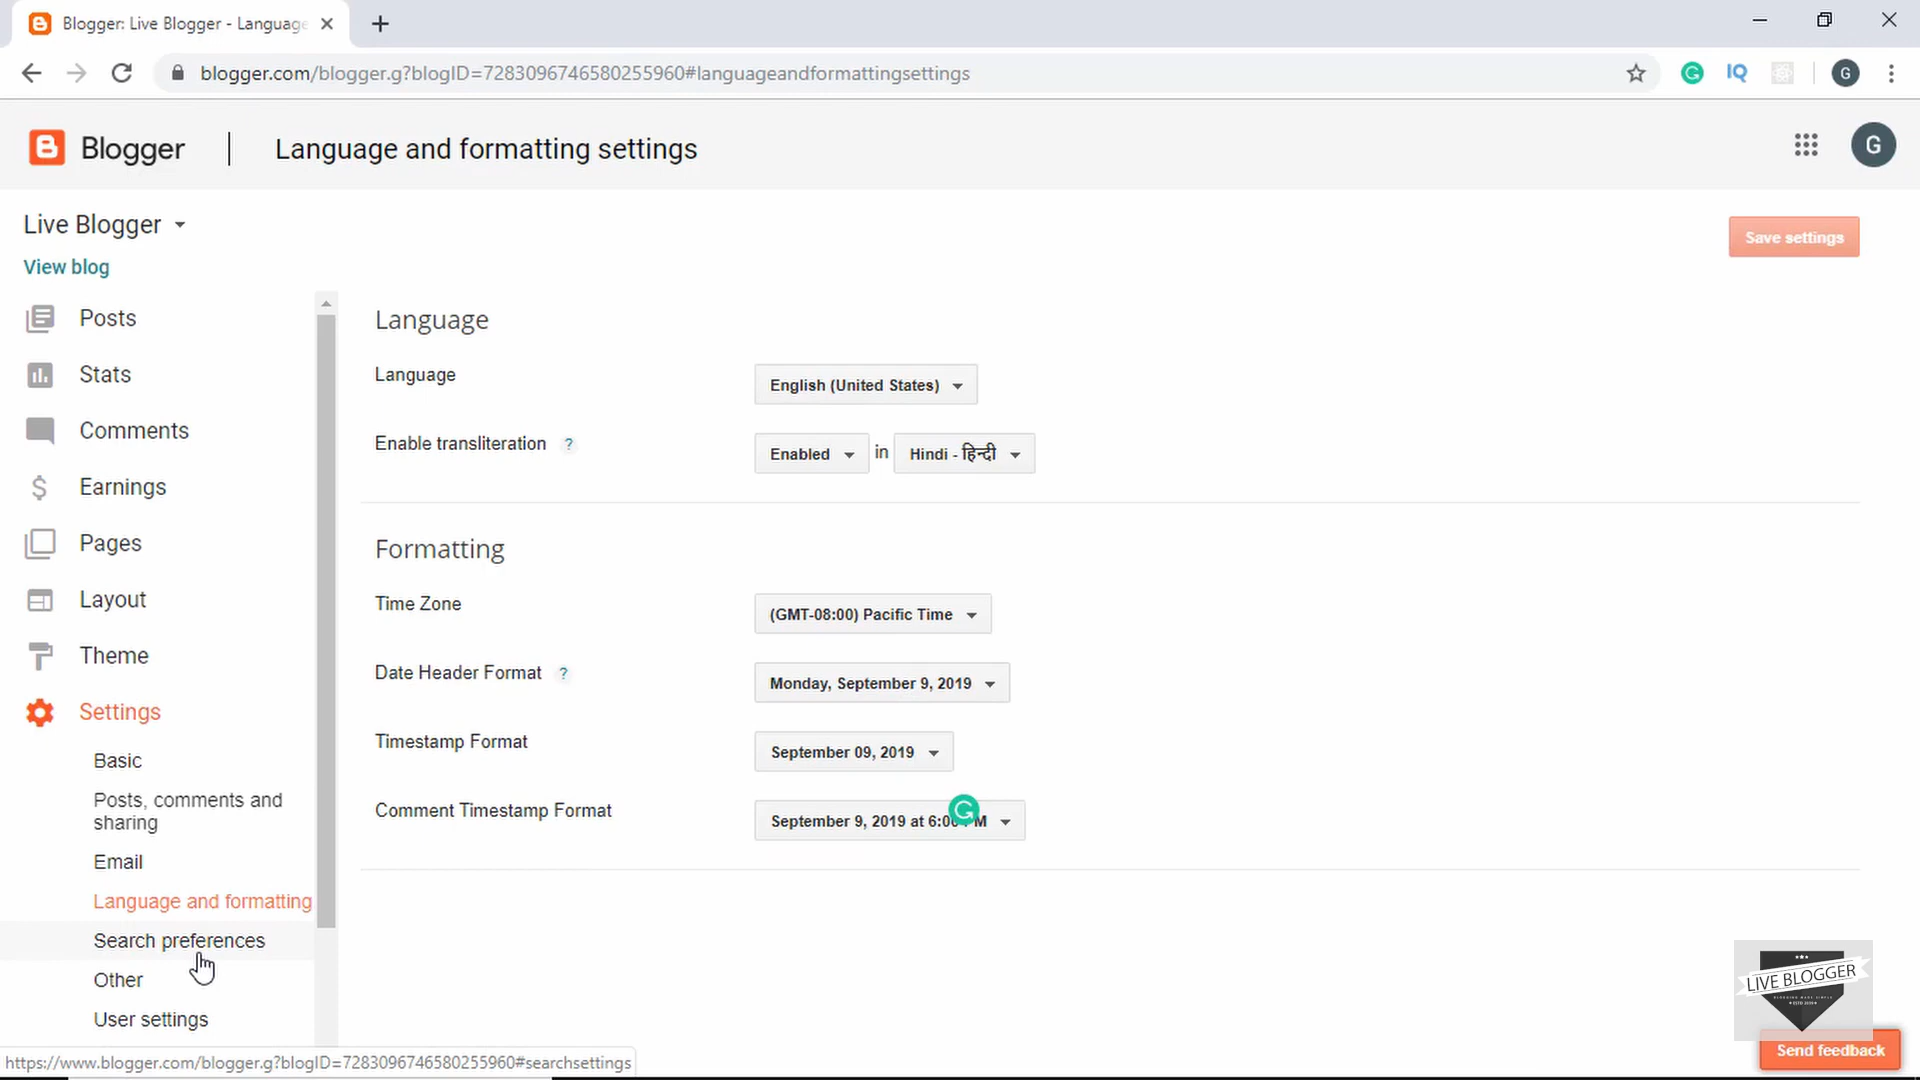 Blogger: Live Blogger - Language
blogger.com/blogger.g?blogID=7283096746580255960#languageandformattingsettings
IQ
G
Blogger
Language and formatting settings
G
Live Blogger
View blog
Save settings
Posts
Stats
Comments
Earnings
Pages
Layout
Theme
Settings
Basic
Posts, comments and
sharing
Email
Language and formatting
Search preferences
Other
User settings
Language
Language
English (United States)
Enable transliteration ?
Enabled in Hindi - हिन्दी
Formatting
Time Zone
(GMT-08:00) Pacific Time
Date Header Format ?
Monday, September 9, 2019
Timestamp Format
September 09, 2019
Comment Timestamp Format
September 9, 2019 at
LIVE BLOGGER
Send feedback
https://www.blogger.com/blogger.g?blogID=7283096746580255960#searchsettings